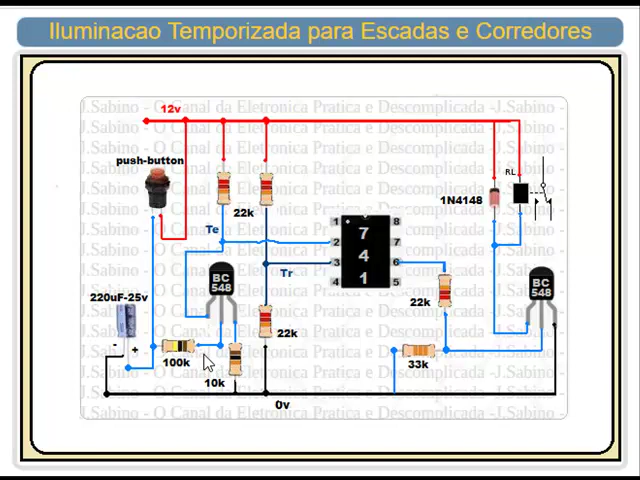 Iluminacao Temporizada para Escadas e Corredores
J.Sabino - O Canal da Eletronica Pratica e Descomplicada -J.Sabino -
12v
push-button
RL
1N4148
22k
1 8
2 7
3 6
4 5
7
4
1
Te
Tr
BC
548
BC
548
220uF-25v
22k
22k
- +
100k
10k
33k
0v